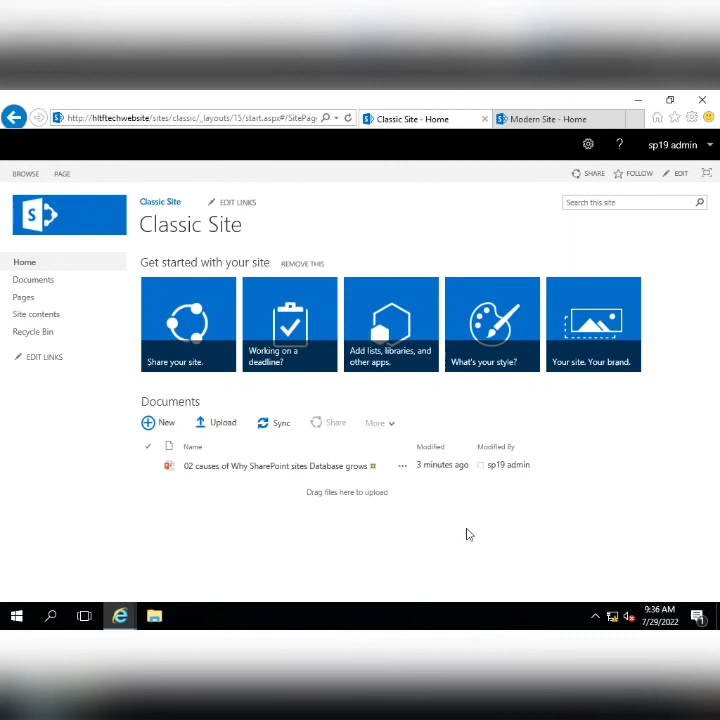 http://hltftechwebsite/sites/classic/_layouts/15/start.aspx#/SitePag
Classic Site - Home
Modern Site - Home
sp19 admin
BROWSE PAGE
SHARE FOLLOW EDIT
S
Classic Site
EDIT LINKS
Search this site
Classic Site
Home
Documents
Pages
Site contents
Recycle Bin
EDIT LINKS
Get started with your site REMOVE THIS
Share your site.
Working on a
deadline?
Add lists, libraries, and
other apps.
What's your style?
Your site. Your brand.
Documents
New Upload Sync Share More
Name Modified Modified By
02 causes of Why SharePoint sites Database grows ... 3 minutes ago sp19 admin
Drag files here to upload
9:36 AM
7/29/2022
1